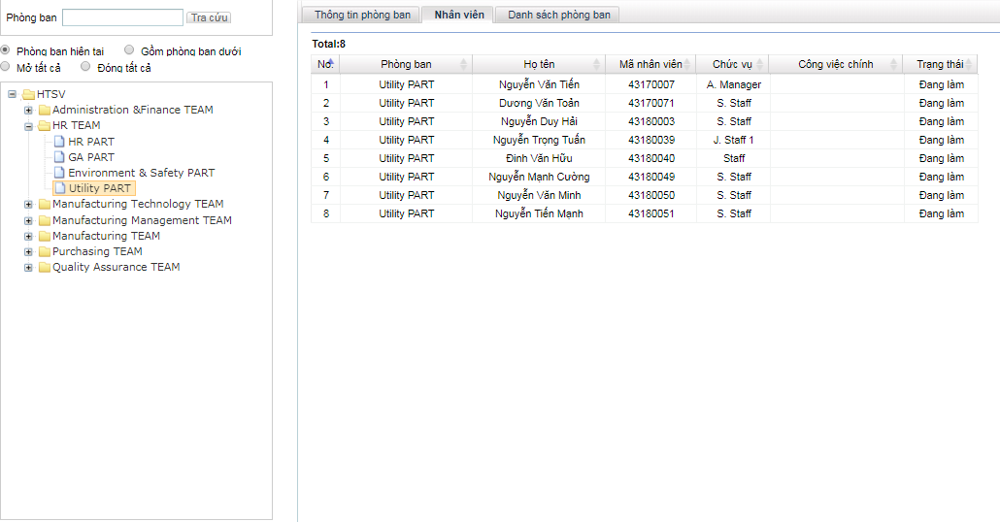 Phòng ban Tra cứu
Phòng ban hiện tại Gồm phòng ban dưới
Mở tất cả Đóng tất cả
HTSV
Administration &Finance TEAM
HR TEAM
HR PART
GA PART
Environment & Safety PART
Utility PART
Manufacturing Technology TEAM
Manufacturing Management TEAM
Manufacturing TEAM
Purchasing TEAM
Quality Assurance TEAM
Thông tin phòng ban Nhân viên Danh sách phòng ban
Total:8
No. Phòng ban Họ tên Mã nhân viên Chức vụ Công việc chính Trạng thái
1 Utility PART Nguyễn Văn Tiến 43170007 A. Manager Đang làm
2 Utility PART Dương Văn Toản 43170071 S. Staff Đang làm
3 Utility PART Nguyễn Duy Hải 43180003 S. Staff Đang làm
4 Utility PART Nguyễn Trọng Tuấn 43180039 J. Staff 1 Đang làm
5 Utility PART Đinh Văn Hữu 43180040 Staff Đang làm
6 Utility PART Nguyễn Mạnh Cường 43180049 S. Staff Đang làm
7 Utility PART Nguyễn Văn Minh 43180050 S. Staff Đang làm
8 Utility PART Nguyễn Tiến Mạnh 43180051 S. Staff Đang làm